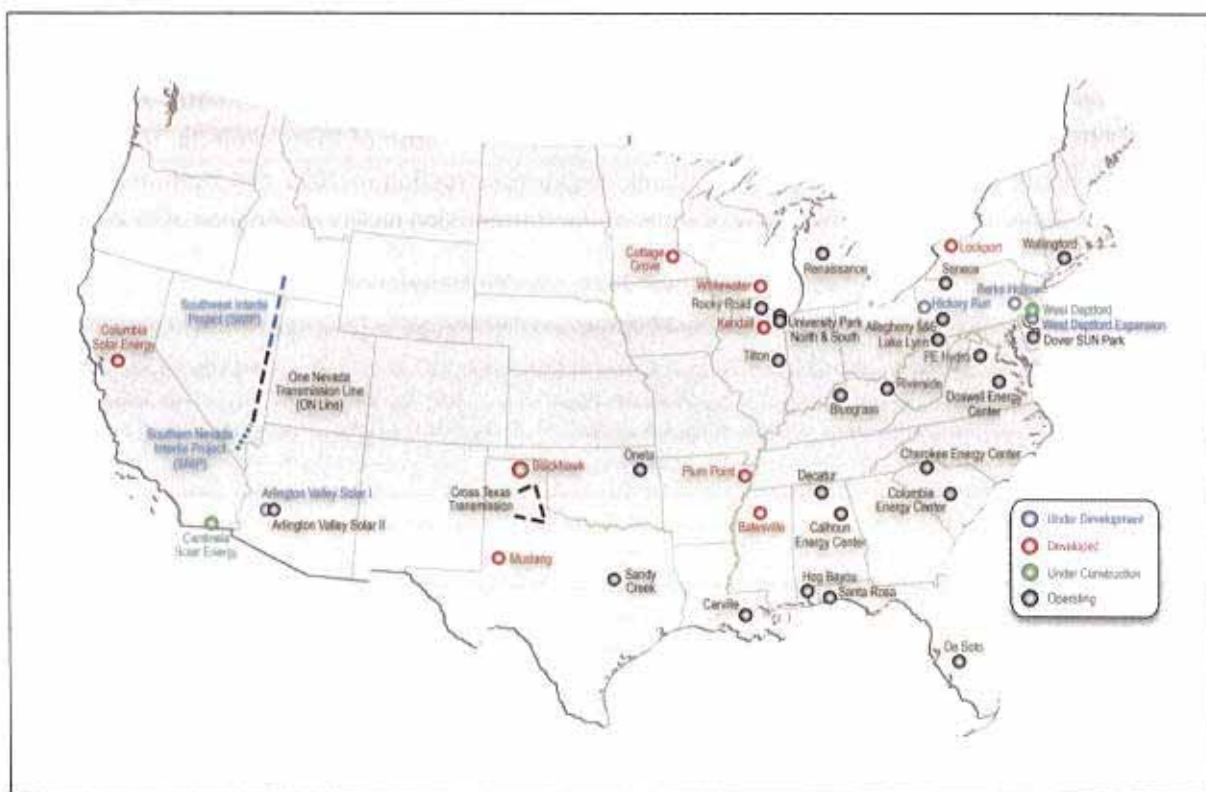 Cottage
Grove
Renaissance
Lockport
Wallingford
Seneca
Whitewater
Rocky Road
Kendall
University Park
North & South
Tilton
Berks Hollow
Hickory Run
West Deptford
West Deptford Expansion
Dover SUN Park
Allegheny 5&6
Lake Lynn
PE Hydro
Riverside
Bluegrass
Doswell Energy
Center
Southwest Intertie
Project (SWIP)
Columbia
Solar Energy
One Nevada
Transmission Line
(ON Line)
Southern Nevada
Intertie Project
(SNIP)
Blackhawk
Oneta
Plum Point
Cross Texas
Transmission
Decatur
Cherokee Energy Center
Columbia
Energy Center
Batesville
Calhoun
Energy Center
Arlington Valley Solar I
Arlington Valley Solar II
Centinela
Solar Energy
Mustang
Sandy
Creek
Hog Bayou
Santa Rosa
Carville
De Soto
Under Development
Developed
Under Construction
Operating